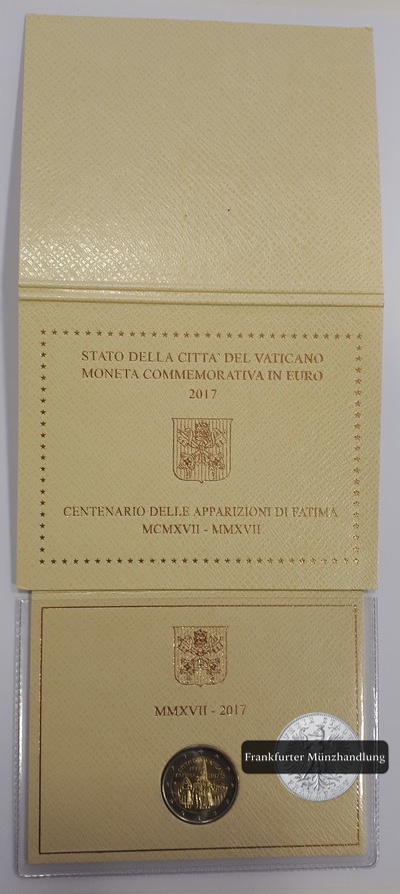 STATO DELLA CITTA' DEL VATICANO
MONETA COMMEMORATIVA IN EURO
2017
CENTENARIO DELLE APPARIZIONI DI FATIMA
MCMXVII - MMXVII
MMXVII - 2017
Frankfurter Münzhandlung